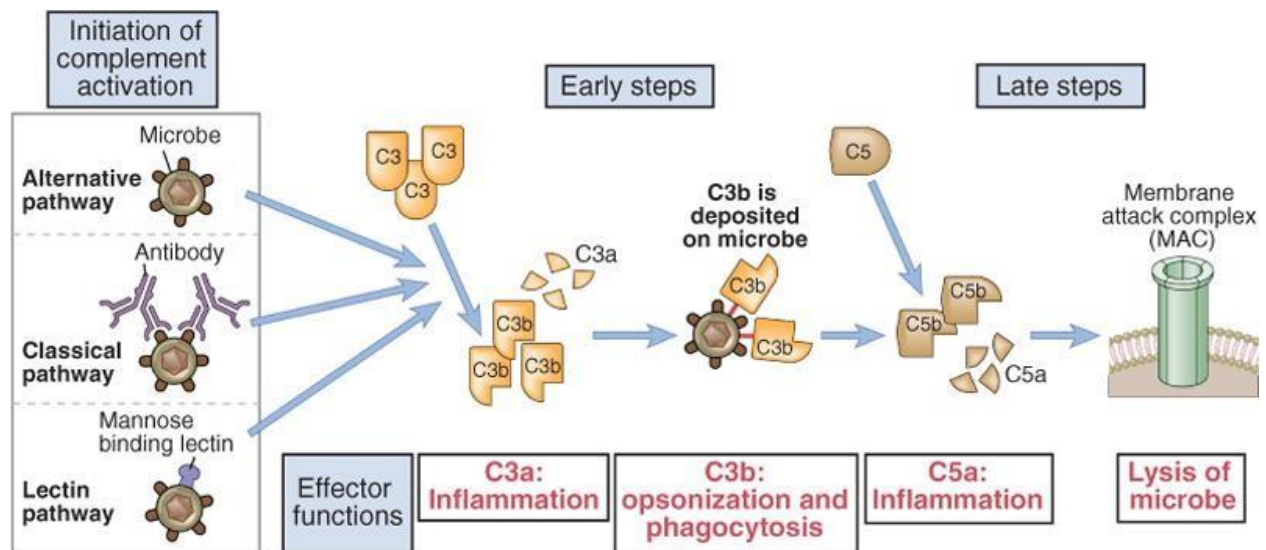 Initiation of
complement
activation
Early steps
Late steps
Microbe
Alternative
pathway
Antibody
Classical
pathway
Mannose
binding lectin
Lectin
pathway
C3
C3
C3
C3a
C3b
C3b
C3b
C3b is
deposited
on microbe
C3b
C3b
C5
C5b
C5b
C5a
Membrane
attack complex
(MAC)
Effector
functions
C3a:
Inflammation
C3b:
opsonization and
phagocytosis
C5a:
Inflammation
Lysis of
microbe